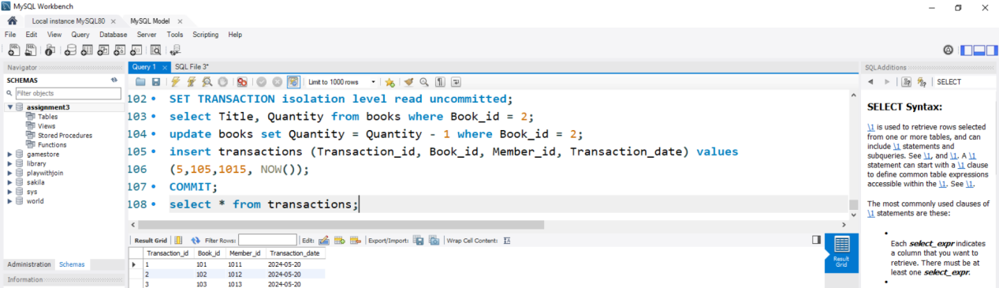 MySQL Workbench
Local instance MySQL80 × MySQL Model ×
File Edit View Query Database Server Tools Scripting Help
Navigator
SCHEMAS
Filter objects
assignment3
Tables
Views
Stored Procedures
Functions
gamestore
library
playwithjoin
sakila
sys
world
Administration Schemas
Information
Query 1 × SQL File 3*
Limit to 1000 rows
102 • SET TRANSACTION isolation level read uncommitted;
103 • select Title, Quantity from books where Book_id = 2;
104 • update books set Quantity = Quantity - 1 where Book_id = 2;
105 • insert transactions (Transaction_id, Book_id, Member_id, Transaction_date) values
106 (5,105,1015, NOW());
107 • COMMIT;
108 • select * from transactions;
Result Grid Filter Rows: Edit: Export/Import: Wrap Cell Content:
Transaction_id Book_id Member_id Transaction_date
1 101 1011 2024-05-20
2 102 1012 2024-05-20
3 103 1013 2024-05-20
Result
Grid
SQLAdditions
SELECT
SELECT Syntax:
\1 is used to retrieve rows selected
from one or more tables, and can
include \1 statements and
subqueries. See \1, and \1. A \1
statement can start with a \1 clause
to define common table expressions
accessible within the \1. See \1.
The most commonly used clauses of
\1 statements are these:
•
Each select_expr indicates
a column that you want to
retrieve. There must be at
least one select_expr.
•